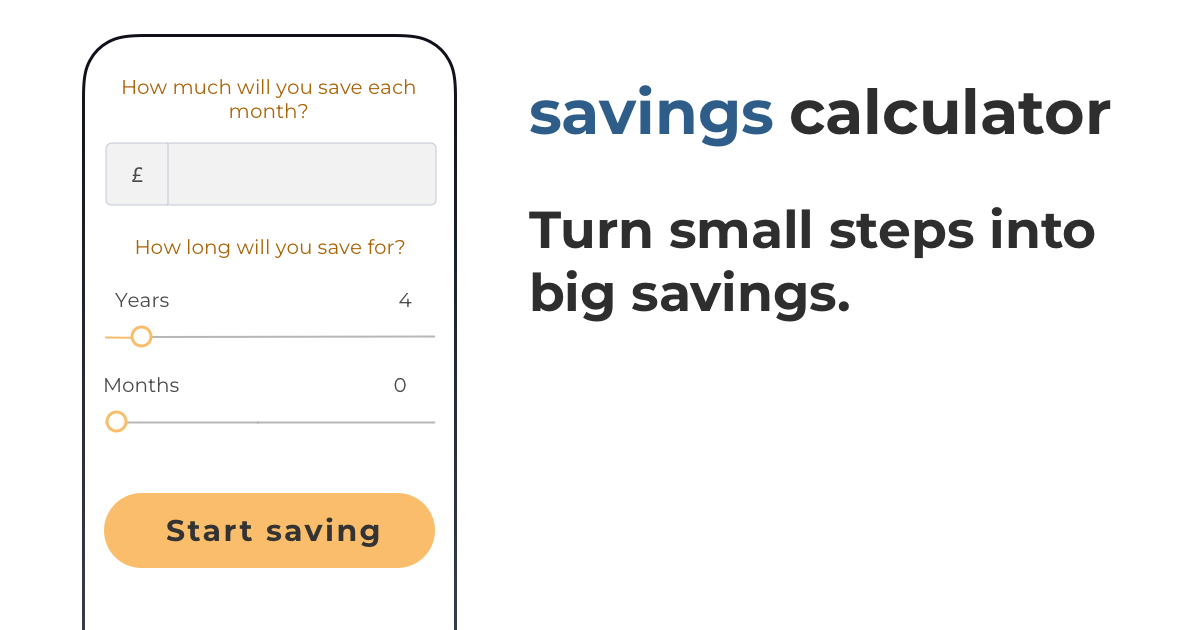 How much will you save each
month?
£
How long will you save for?
Years 4
Months 0
Start saving
savings calculator
Turn small steps into
big savings.